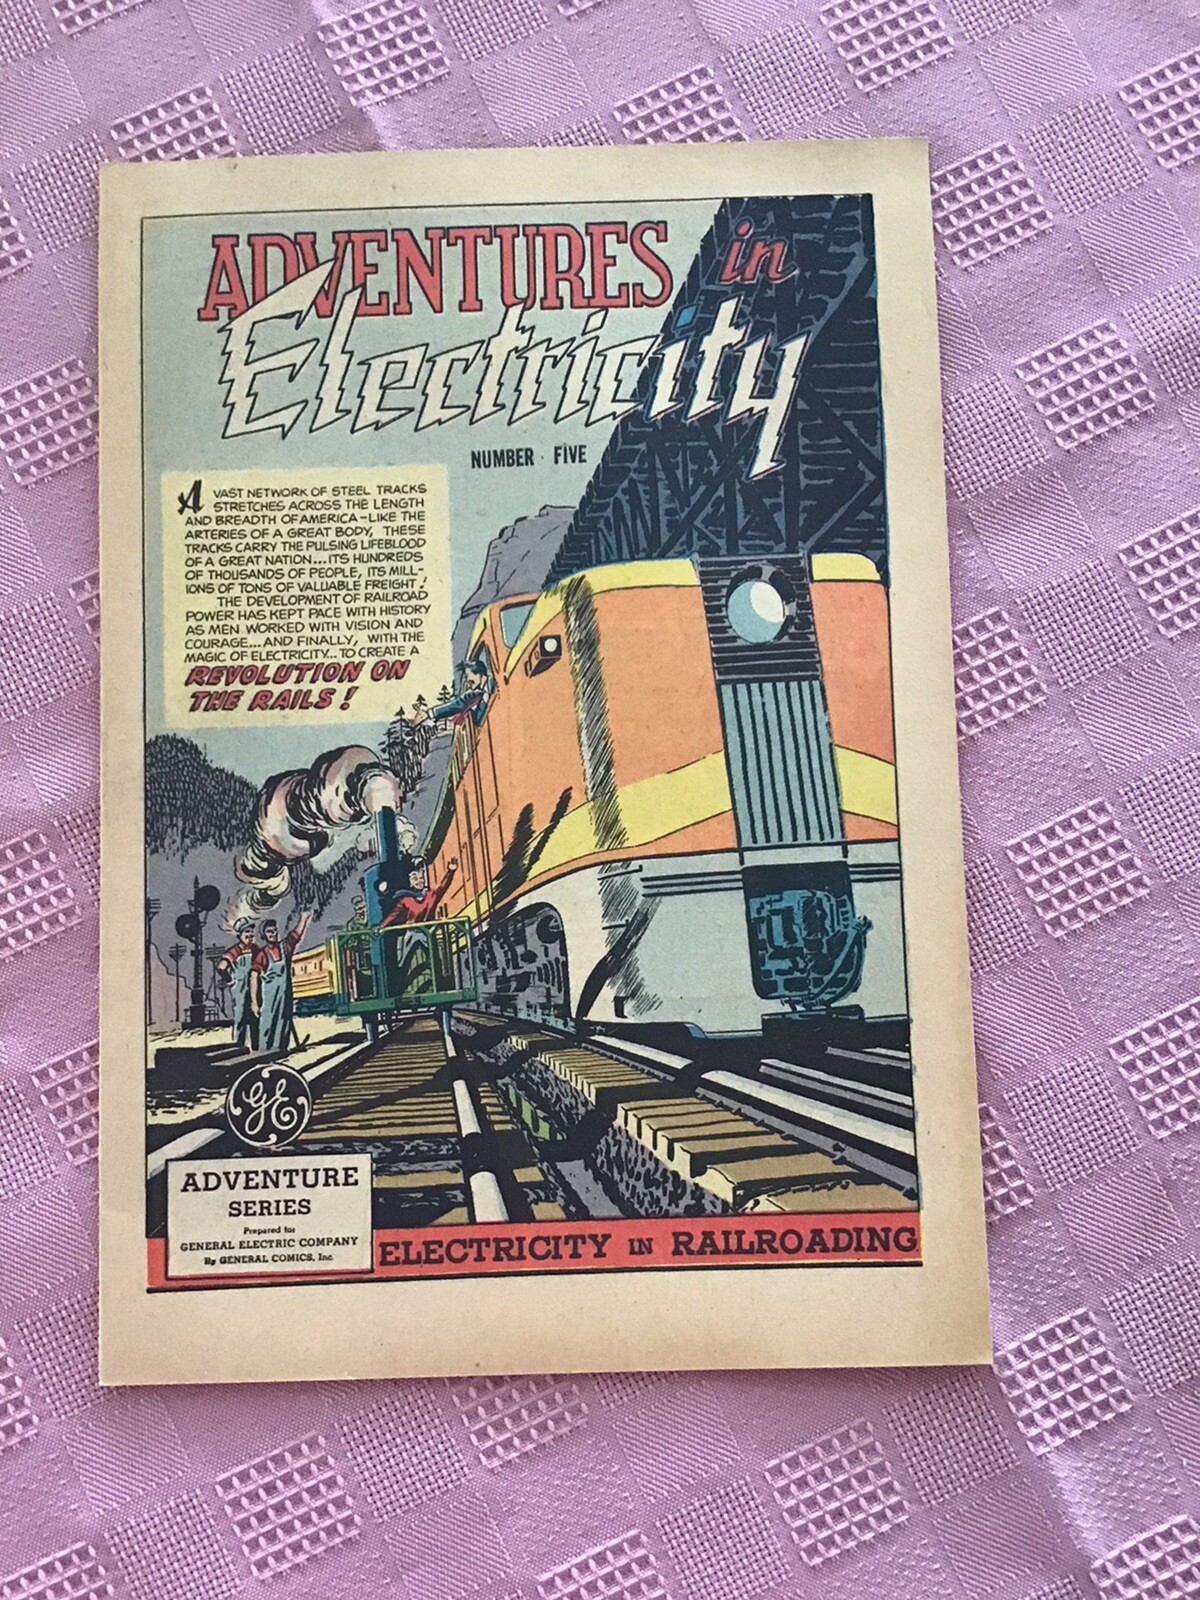 ADVENTURES in
Electricity
NUMBER FIVE
A VAST NETWORK OF STEEL TRACKS
STRETCHES ACROSS THE LENGTH
AND BREADTH OF AMERICA-LIKE THE
ARTERIES OF A GREAT BODY, THESE
TRACKS CARRY THE PULSING LIFEBLOOD
OF A GREAT NATION...ITS HUNDREDS
OF THOUSANDS OF PEOPLE, ITS MILL-
IONS OF TONS OF VALUABLE FREIGHT!
THE DEVELOPMENT OF RAILROAD
POWER HAS KEPT PACE WITH HISTORY
AS MEN WORKED WITH VISION AND
COURAGE...AND FINALLY, WITH THE
MAGIC OF ELECTRICITY...TO CREATE A
REVOLUTION ON
THE RAILS!
GE
ADVENTURE
SERIES
Prepared for
GENERAL ELECTRIC COMPANY
By GENERAL COMICS, Inc.
ELECTRICITY IN RAILROADING